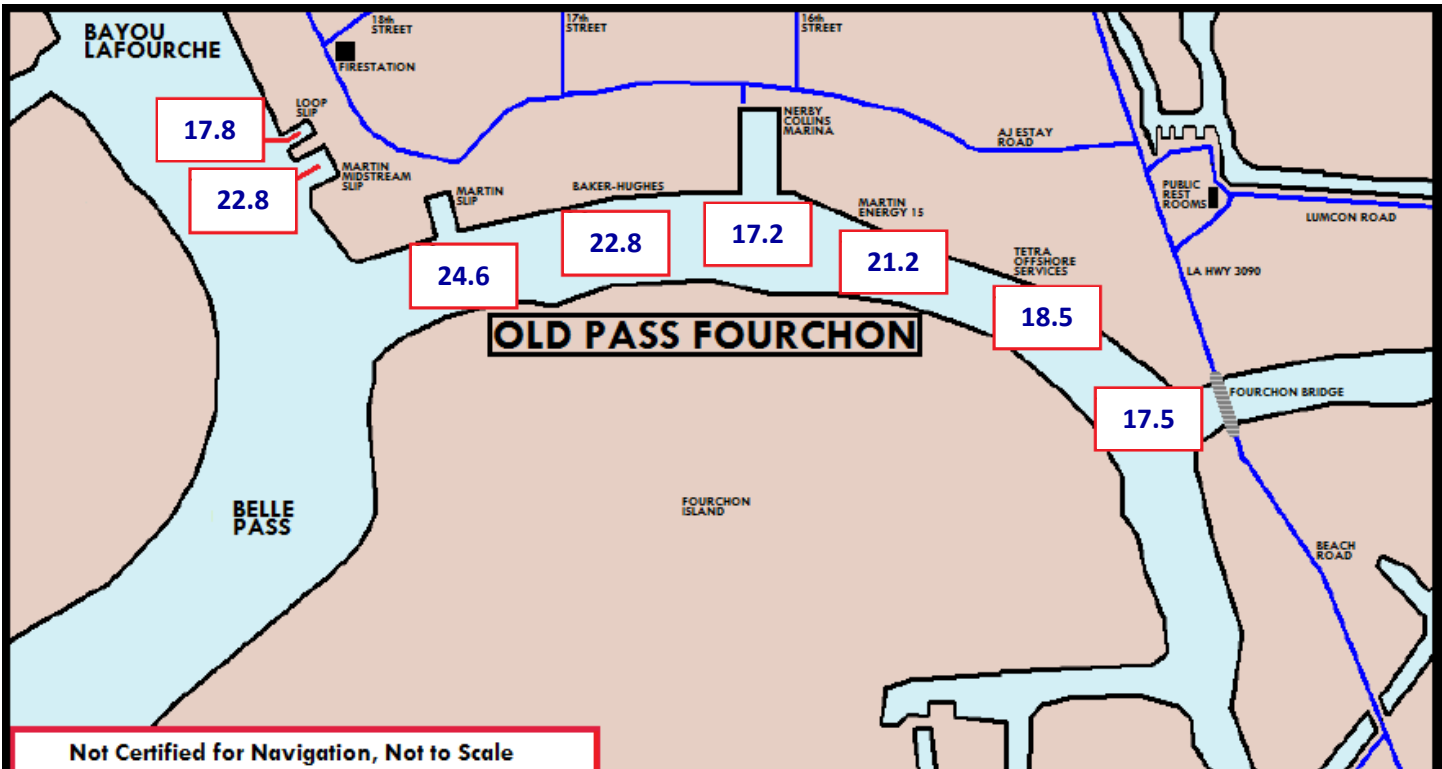 BAYOU
LAFOURCHE
18th
STREET
17th
STREET
16th
STREET
FIRESTATION
LOOP
SLIP
17.8
MARTIN
MIDSTREAM
SLIP
22.8
MARTIN
SLIP
BAKER-HUGHES
NERBY
COLLINS
MARINA
AJ ESTAY
ROAD
PUBLIC
REST
ROOMS
LUMCON ROAD
MARTIN
ENERGY 15
TETRA
OFFSHORE
SERVICES
LA HWY 3090
24.6
22.8
17.2
21.2
18.5
17.5
OLD PASS FOURCHON
FOURCHON BRIDGE
BELLE
PASS
FOURCHON
ISLAND
BEACH
ROAD
Not Certified for Navigation, Not to Scale